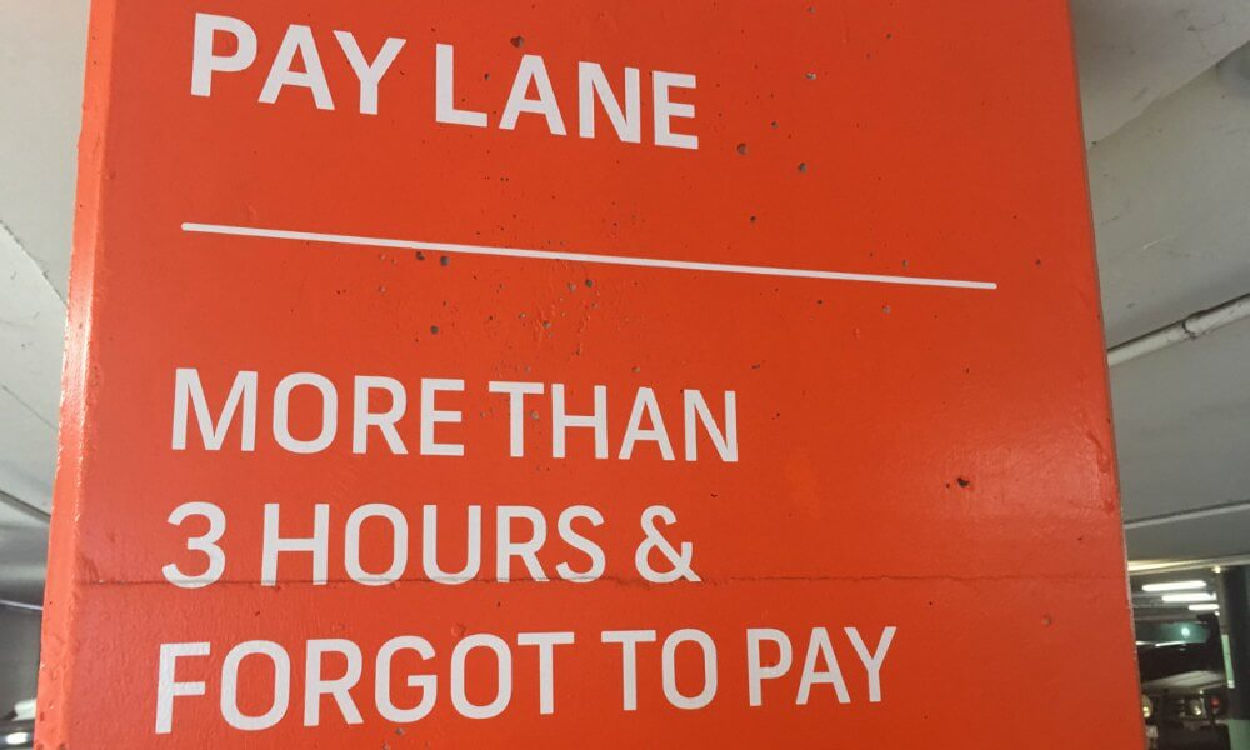 PAY LANE
MORE THAN
3 HOURS &
FORGOT TO PAY